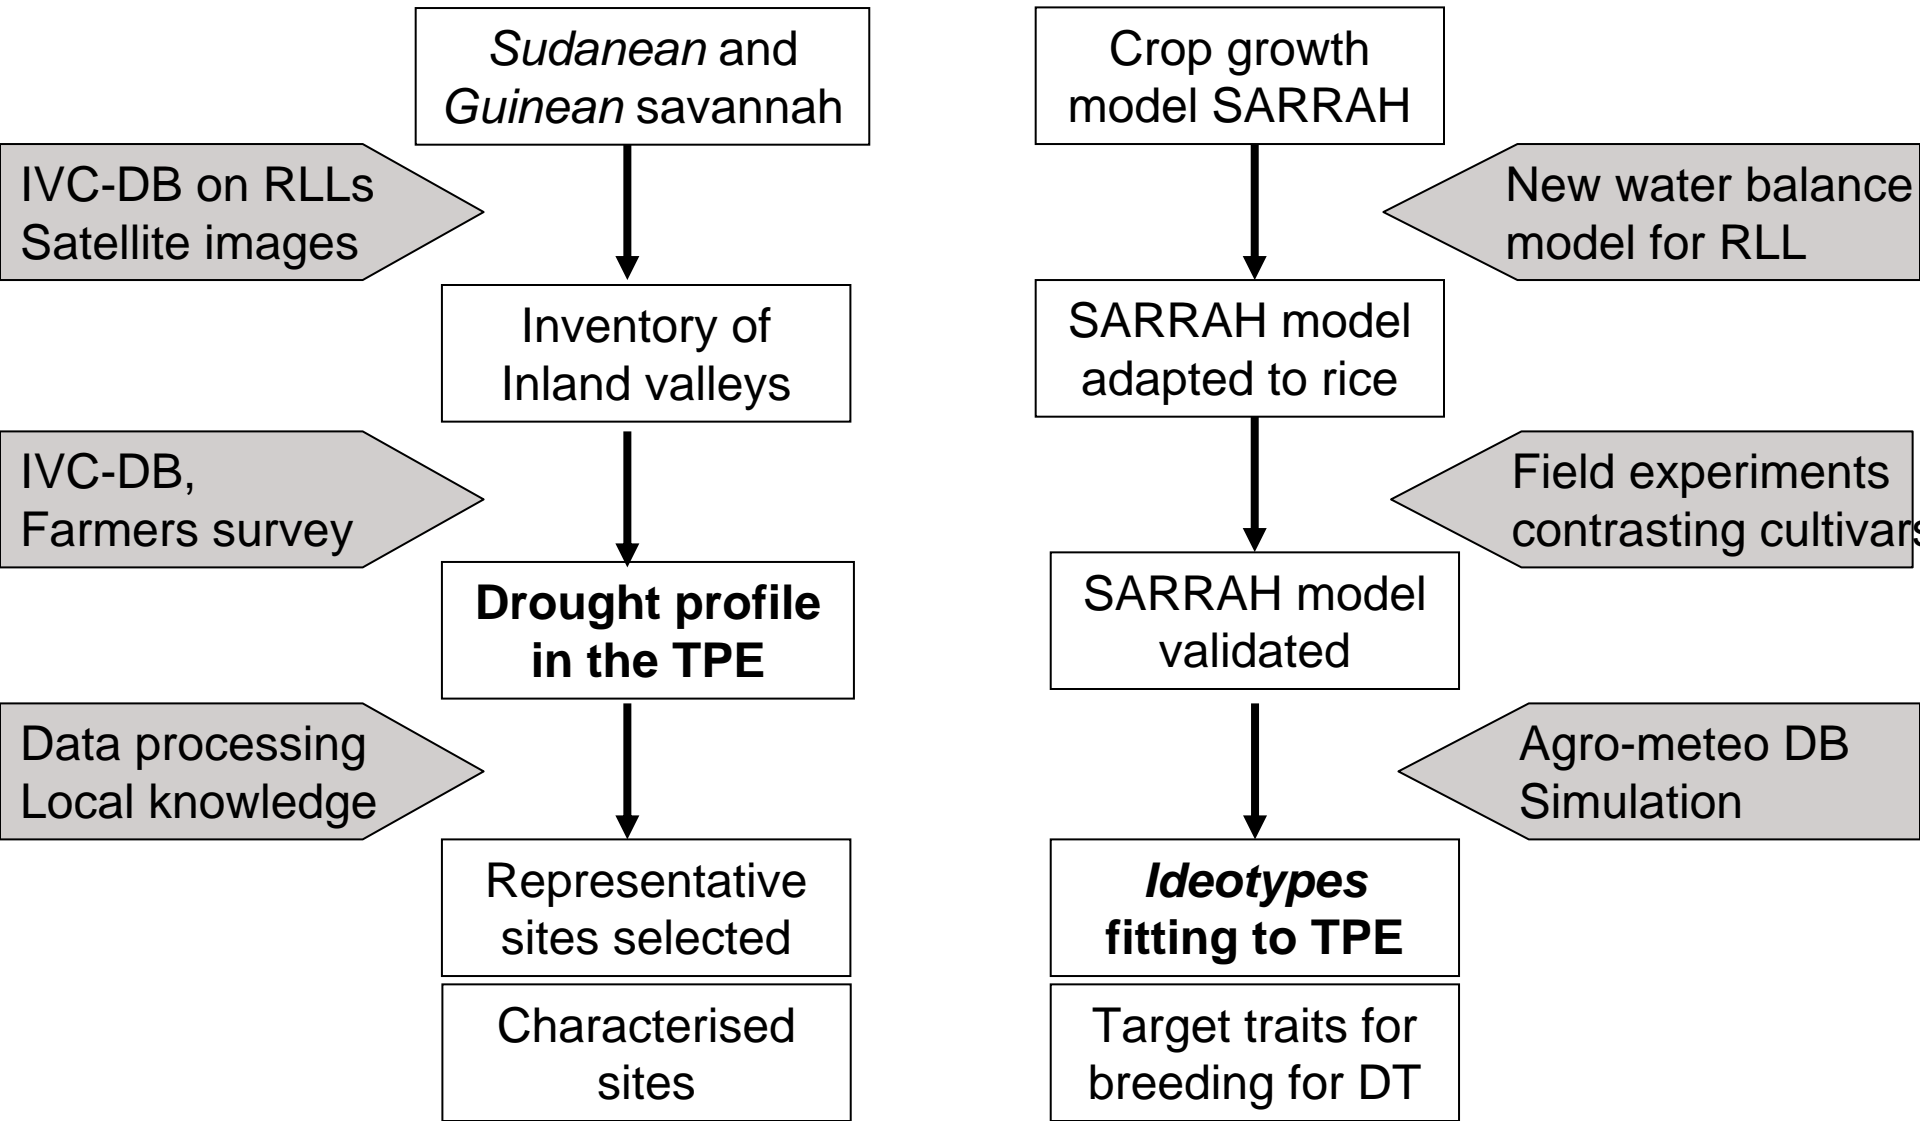 Sudanean and
Guinean savannah
IVC-DB on RLLs
Satellite images
Inventory of
Inland valleys
IVC-DB,
Farmers survey
Drought profile
in the TPE
Data processing
Local knowledge
Representative
sites selected
Characterised
sites
Crop growth
model SARRAH
New water balance
model for RLL
SARRAH model
adapted to rice
Field experiments
contrasting cultivars
SARRAH model
validated
Agro-meteo DB
Simulation
Ideotypes
fitting to TPE
Target traits for
breeding for DT